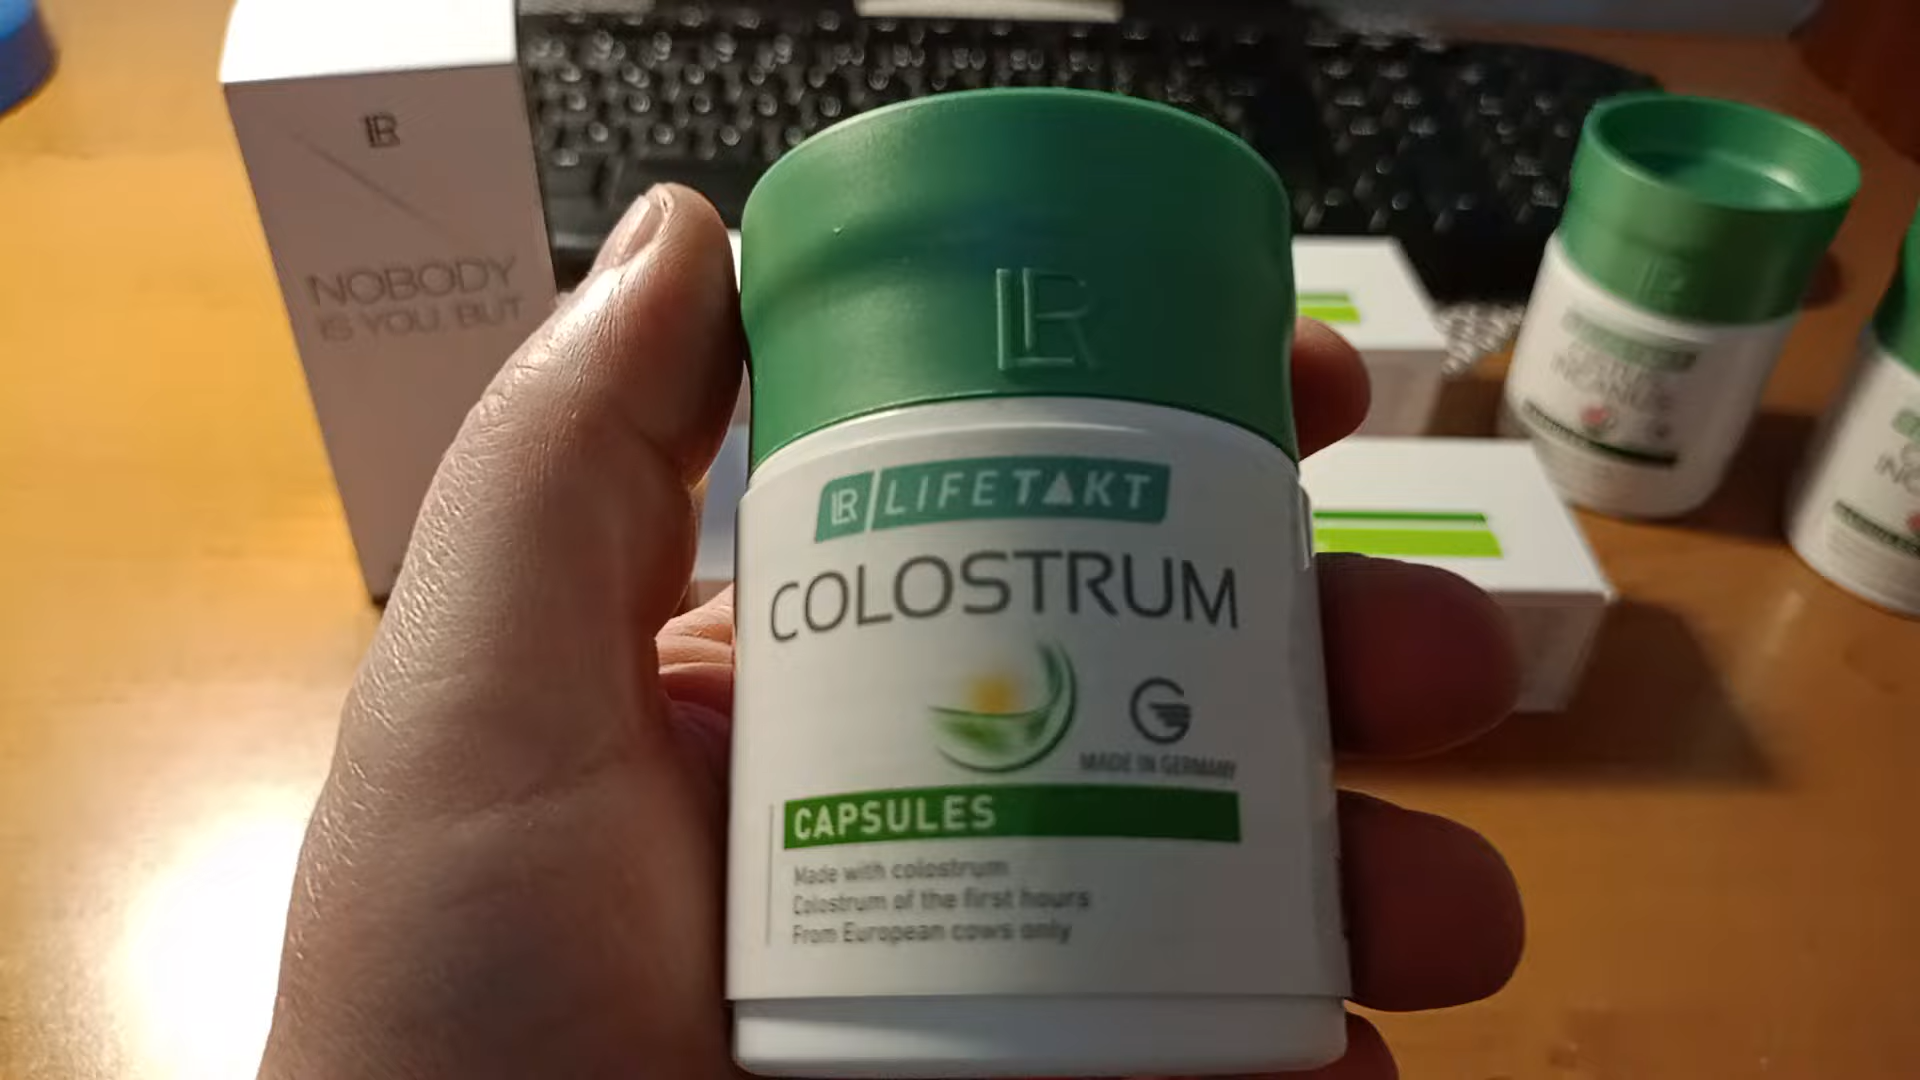 LR
NOBODY
IS YOU, BUT
LR
LR LIFETAKT
COLOSTRUM
G
MADE IN GERMANY
CAPSULES
Made with colostrum
Colostrum of the first hours
From European cows only
LR